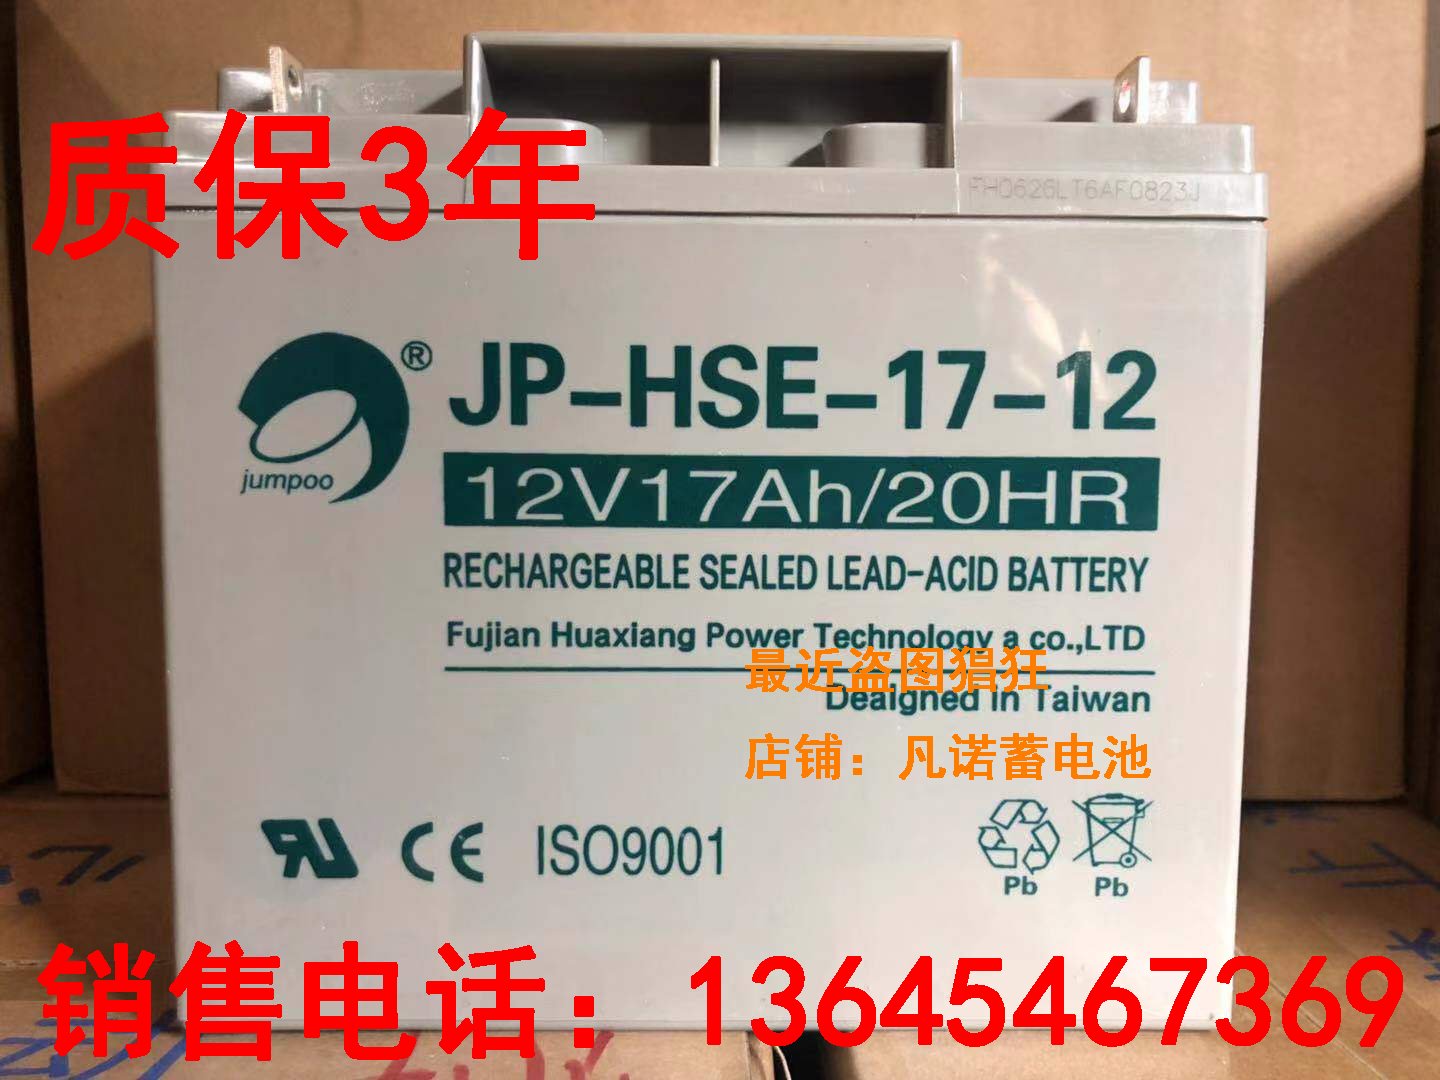 质保3年
FH0626LT6AF0823J
jumpoo
®
JP-HSE-17-12
12V17Ah/20HR
RECHARGEABLE SEALED LEAD-ACID BATTERY
Fujian Huaxiang Power Technology a co.,LTD
最近盗图猖狂
Dealgned in Taiwan
店铺：凡诺蓄电池
CE
ISO9001
Pb
Pb
销售电话：13645467369